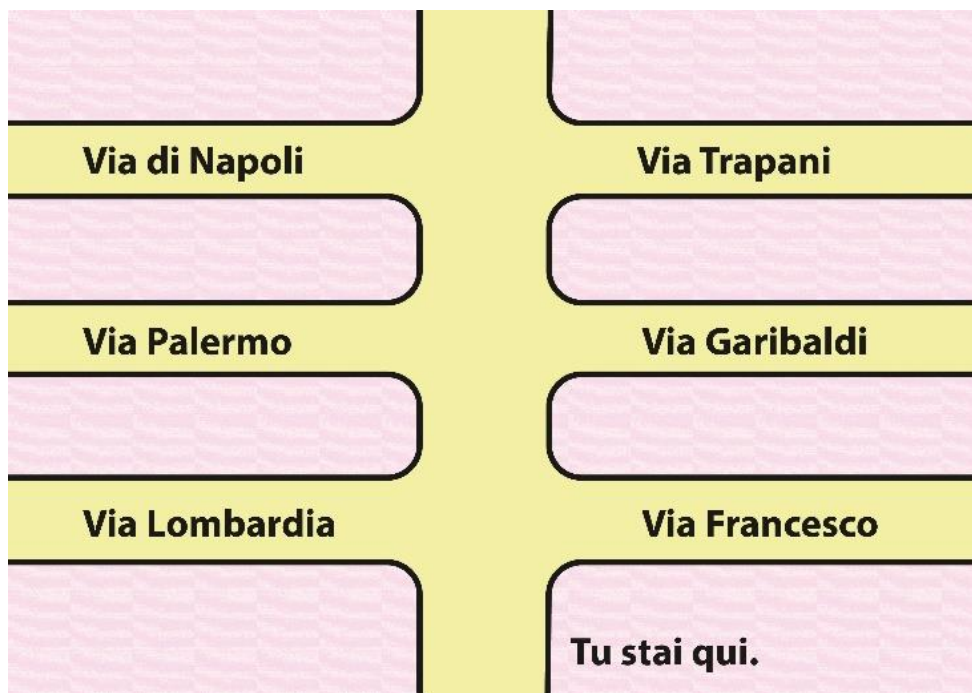 Via di Napoli
Via Trapani
Via Palermo
Via Garibaldi
Via Lombardia
Via Francesco
Tu stai qui.